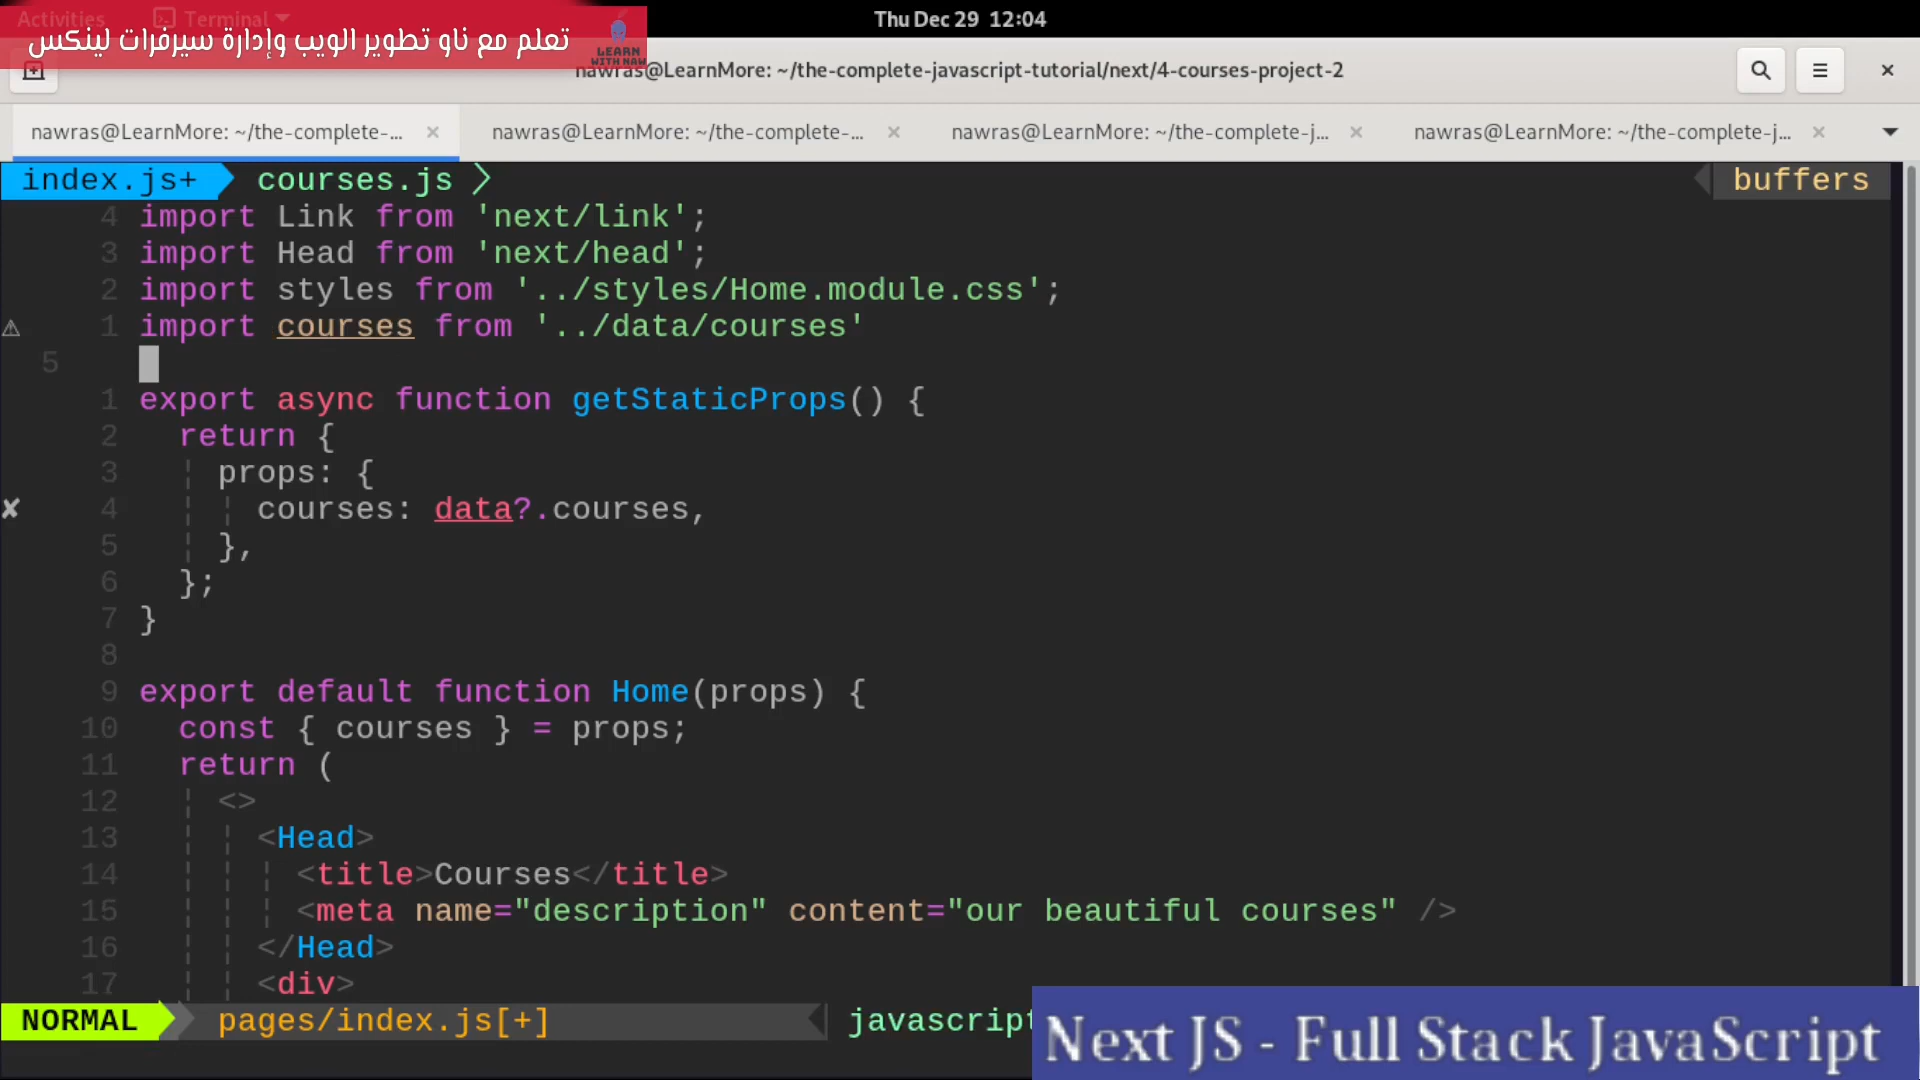 Activities Terminal Thu Dec 29 12:04
تعلم مع ناو تطوير الويب وإدارة سيرفرات لينكس
LEARN
WITH NAW
nawras@LearnMore: ~/the-complete-javascript-tutorial/next/4-courses-project-2
nawras@LearnMore: ~/the-complete-... × nawras@LearnMore: ~/the-complete-... × nawras@LearnMore: ~/the-complete-j... × nawras@LearnMore: ~/the-complete-j... ×
index.js+ courses.js buffers
4 import Link from 'next/link';
3 import Head from 'next/head';
2 import styles from '../styles/Home.module.css';
⚠ 1 import courses from '../data/courses'
5
1 export async function getStaticProps() {
2 return {
3 props: {
✘ 4 courses: data?.courses,
5 },
6 };
7 }
8
9 export default function Home(props) {
10 const { courses } = props;
11 return (
12 <>
13 <Head>
14 <title>Courses</title>
15 <meta name="description" content="our beautiful courses" />
16 </Head>
17 <div>
NORMAL pages/index.js[+] javascript
Next JS - Full Stack JavaScript